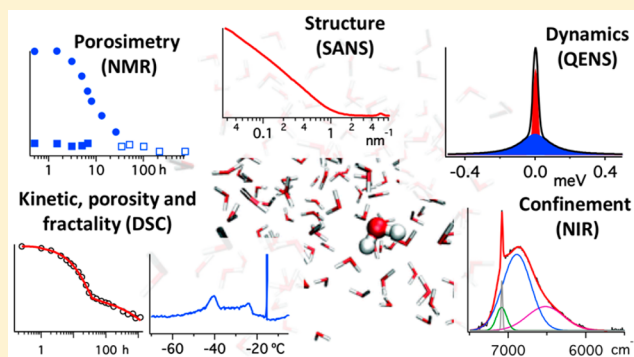 Porosimetry
(NMR)
1
10
100 h
Structure
(SANS)
4
0.1
2
4
1
2
4
nm-1
Dynamics
(QENS)
-0.4
0.0
0.4
meV
Kinetic, porosity and
fractality (DSC)
1
10
100 h
-60
-40
-20 °C
Confinement
(NIR)
7000
6000
cm-